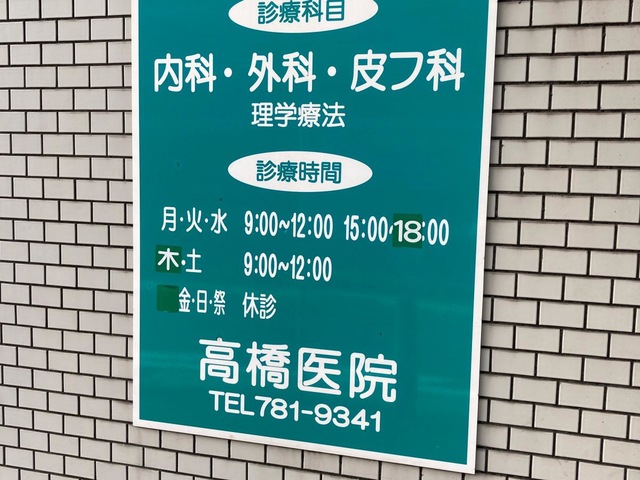 診療科目
内科・外科・皮フ科
理学療法
診療時間
月・火・水 9:00~12:00 15:00~18:00
木・土 9:00~12:00
金・日・祭 休診
高橋医院
TEL781-9341